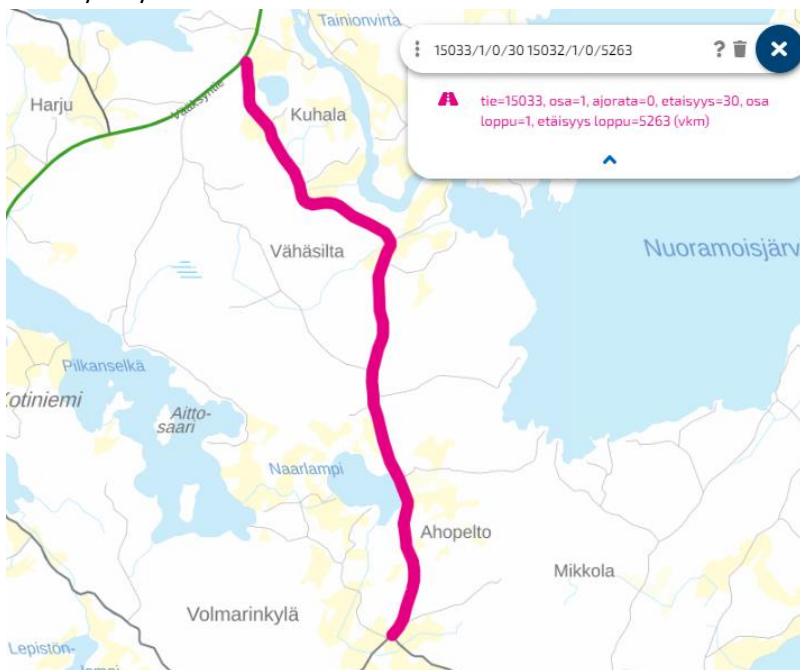 Tainionvirta
15033/1/0/30 15032/1/0/5263
?
Harju
Vääksyntie
Kuhala
tie=15033, osa=1, ajorata=0, etaisyys=30, osa
loppu=1, etäisyys loppu=5263 (vkm)
Vähäsilta
Nuoramoisjärv
Pilkanselkä
Kotiniemi
Aitto-
saari
Naarlampi
Ahopelto
Mikkola
Volmarinkylä
Lepistön-